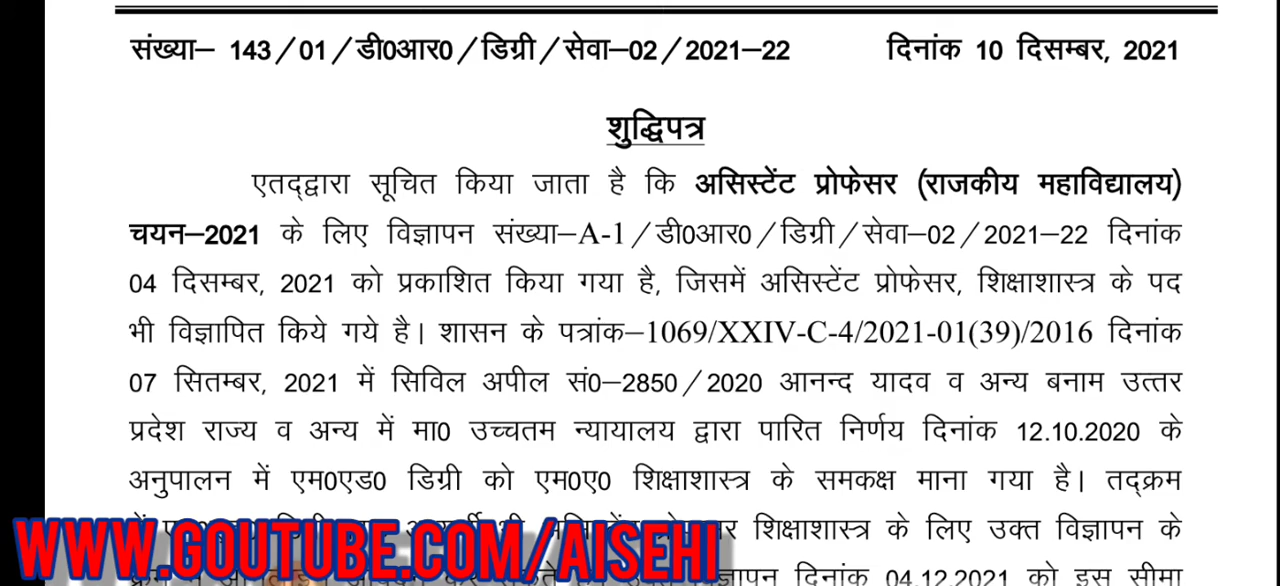 संख्या– 143/01/डी0आर0/डिग्री/सेवा–02/2021–22 दिनांक 10 दिसम्बर, 2021
शुद्धिपत्र
एतद्द्वारा सूचित किया जाता है कि असिस्टेंट प्रोफेसर (राजकीय महाविद्यालय)
चयन–2021 के लिए विज्ञापन संख्या–A-1/डी0आर0/डिग्री/सेवा–02/2021–22 दिनांक
04 दिसम्बर, 2021 को प्रकाशित किया गया है, जिसमें असिस्टेंट प्रोफेसर, शिक्षाशास्त्र के पद
भी विज्ञापित किये गये है। शासन के पत्रांक–1069/XXIV-C-4/2021-01(39)/2016 दिनांक
07 सितम्बर, 2021 में सिविल अपील सं0–2850/2020 आनन्द यादव व अन्य बनाम उत्तर
प्रदेश राज्य व अन्य में मा0 उच्चतम न्यायालय द्वारा पारित निर्णय दिनांक 12.10.2020 के
अनुपालन में एम0एड0 डिग्री को एम0ए0 शिक्षाशास्त्र के समकक्ष माना गया है। तद्क्रम
शिक्षाशास्त्र के लिए उक्त विज्ञापन के
WWW.GOUTUBE.COM/AISEHI
दिनांक 04.12.2021 को इस सीमा